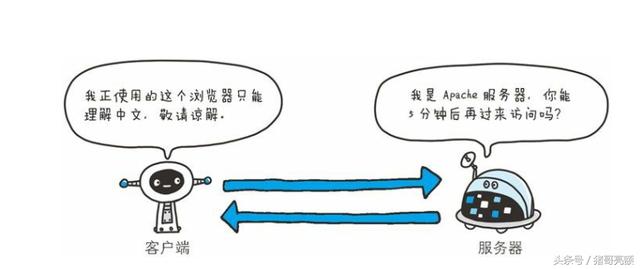 我正使用的这个浏览器只能
理解中文，敬请谅解。
我是 Apache 服务器，你能
5 分钟后再过来访问吗？
客户端
服务器
头条号 / 猪哥亮颜